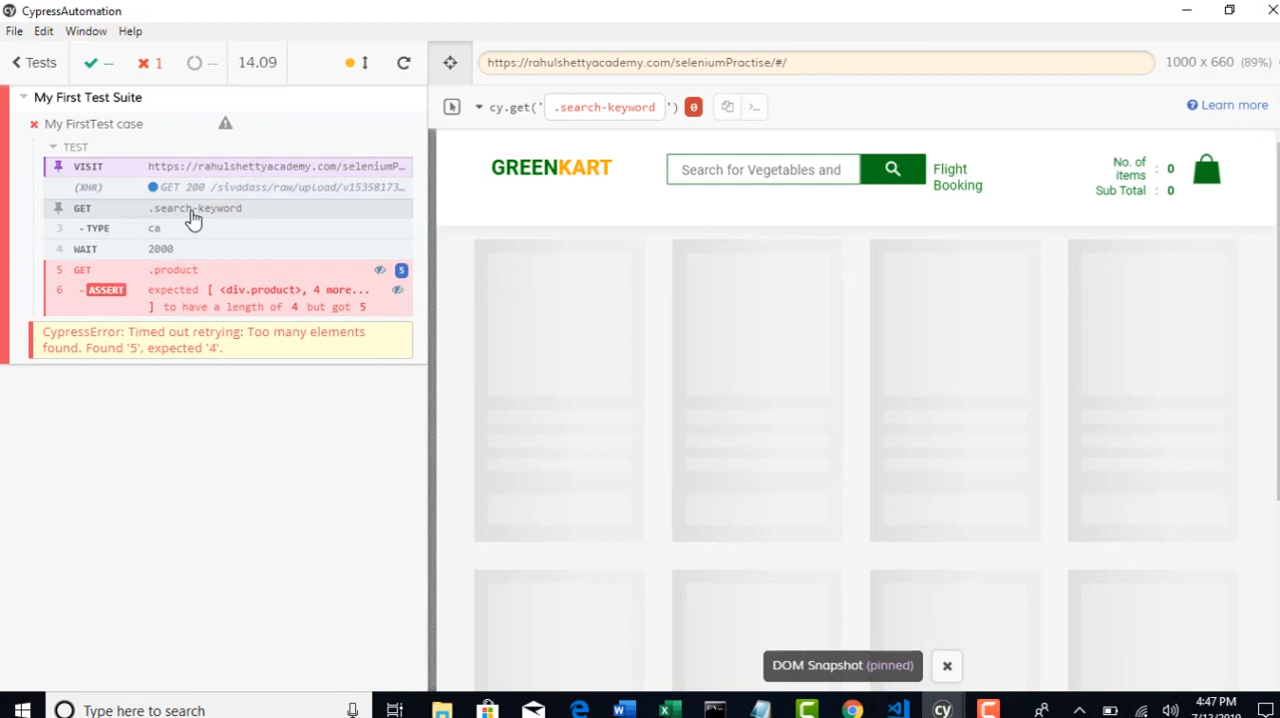 CypressAutomation
File Edit Window Help
Tests -- 1 -- 14.09
https://rahulshettyacademy.com/seleniumPractise/#/
1000 x 660 (89%)
cy.get(' .search-keyword ') 0
Learn more
My First Test Suite
My FirstTest case
TEST
VISIT https://rahulshettyacademy.com/seleniumP…
(XHR) GET 200 /sivadass/raw/upload/v15358173…
GET .search-keyword
3 -TYPE ca
4 WAIT 2000
5 GET .product 5
6 -ASSERT expected [ <div.product>, 4 more...
] to have a length of 4 but got 5
CypressError: Timed out retrying: Too many elements
found. Found '5', expected '4'.
GREENKART
Search for Vegetables and
Flight
Booking
No. of
items : 0
Sub Total : 0
DOM Snapshot (pinned)
Type here to search
4:47 PM